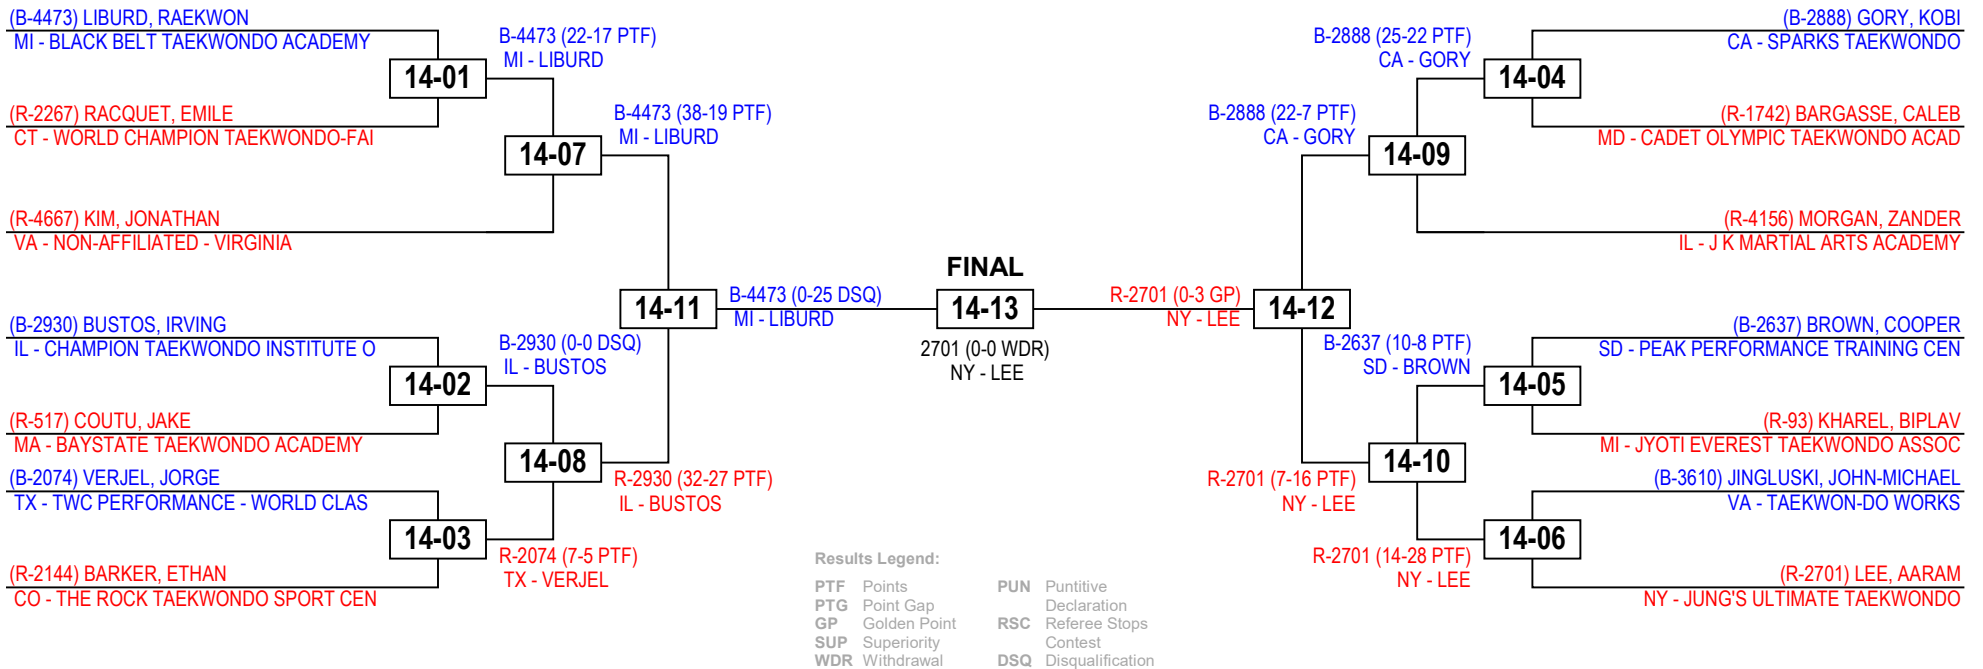 (B-4473) LIBURD, RAEKWON
MI - BLACK BELT TAEKWONDO ACADEMY
14-01
(R-2267) RACQUET, EMILE
CT - WORLD CHAMPION TAEKWONDO-FAI
B-4473 (22-17 PTF)
MI - LIBURD
14-07
B-4473 (38-19 PTF)
MI - LIBURD
(R-4667) KIM, JONATHAN
VA - NON-AFFILIATED - VIRGINIA
14-11
B-4473 (0-25 DSQ)
MI - LIBURD
(B-2930) BUSTOS, IRVING
IL - CHAMPION TAEKWONDO INSTITUTE O
14-02
(R-517) COUTU, JAKE
MA - BAYSTATE TAEKWONDO ACADEMY
B-2930 (0-0 DSQ)
IL - BUSTOS
14-08
R-2930 (32-27 PTF)
IL - BUSTOS
(B-2074) VERJEL, JORGE
TX - TWC PERFORMANCE - WORLD CLAS
14-03
(R-2144) BARKER, ETHAN
CO - THE ROCK TAEKWONDO SPORT CEN
R-2074 (7-5 PTF)
TX - VERJEL
FINAL
14-13
2701 (0-0 WDR)
NY - LEE
(B-2888) GORY, KOBI
CA - SPARKS TAEKWONDO
14-04
(R-1742) BARGASSE, CALEB
MD - CADET OLYMPIC TAEKWONDO ACAD
B-2888 (25-22 PTF)
CA - GORY
14-09
B-2888 (22-7 PTF)
CA - GORY
(R-4156) MORGAN, ZANDER
IL - J K MARTIAL ARTS ACADEMY
R-2701 (0-3 GP)
NY - LEE
14-12
(B-2637) BROWN, COOPER
SD - PEAK PERFORMANCE TRAINING CEN
14-05
(R-93) KHAREL, BIPLAV
MI - JYOTI EVEREST TAEKWONDO ASSOC
B-2637 (10-8 PTF)
SD - BROWN
14-10
R-2701 (7-16 PTF)
NY - LEE
(B-3610) JINGLUSKI, JOHN-MICHAEL
VA - TAEKWON-DO WORKS
14-06
(R-2701) LEE, AARAM
NY - JUNG'S ULTIMATE TAEKWONDO
R-2701 (14-28 PTF)
NY - LEE
Results Legend:
PTF Points
PTG Point Gap
GP Golden Point
SUP Superiority
WDR Withdrawal
PUN Puntitive
Declaration
RSC Referee Stops
Contest
DSQ Disqualification